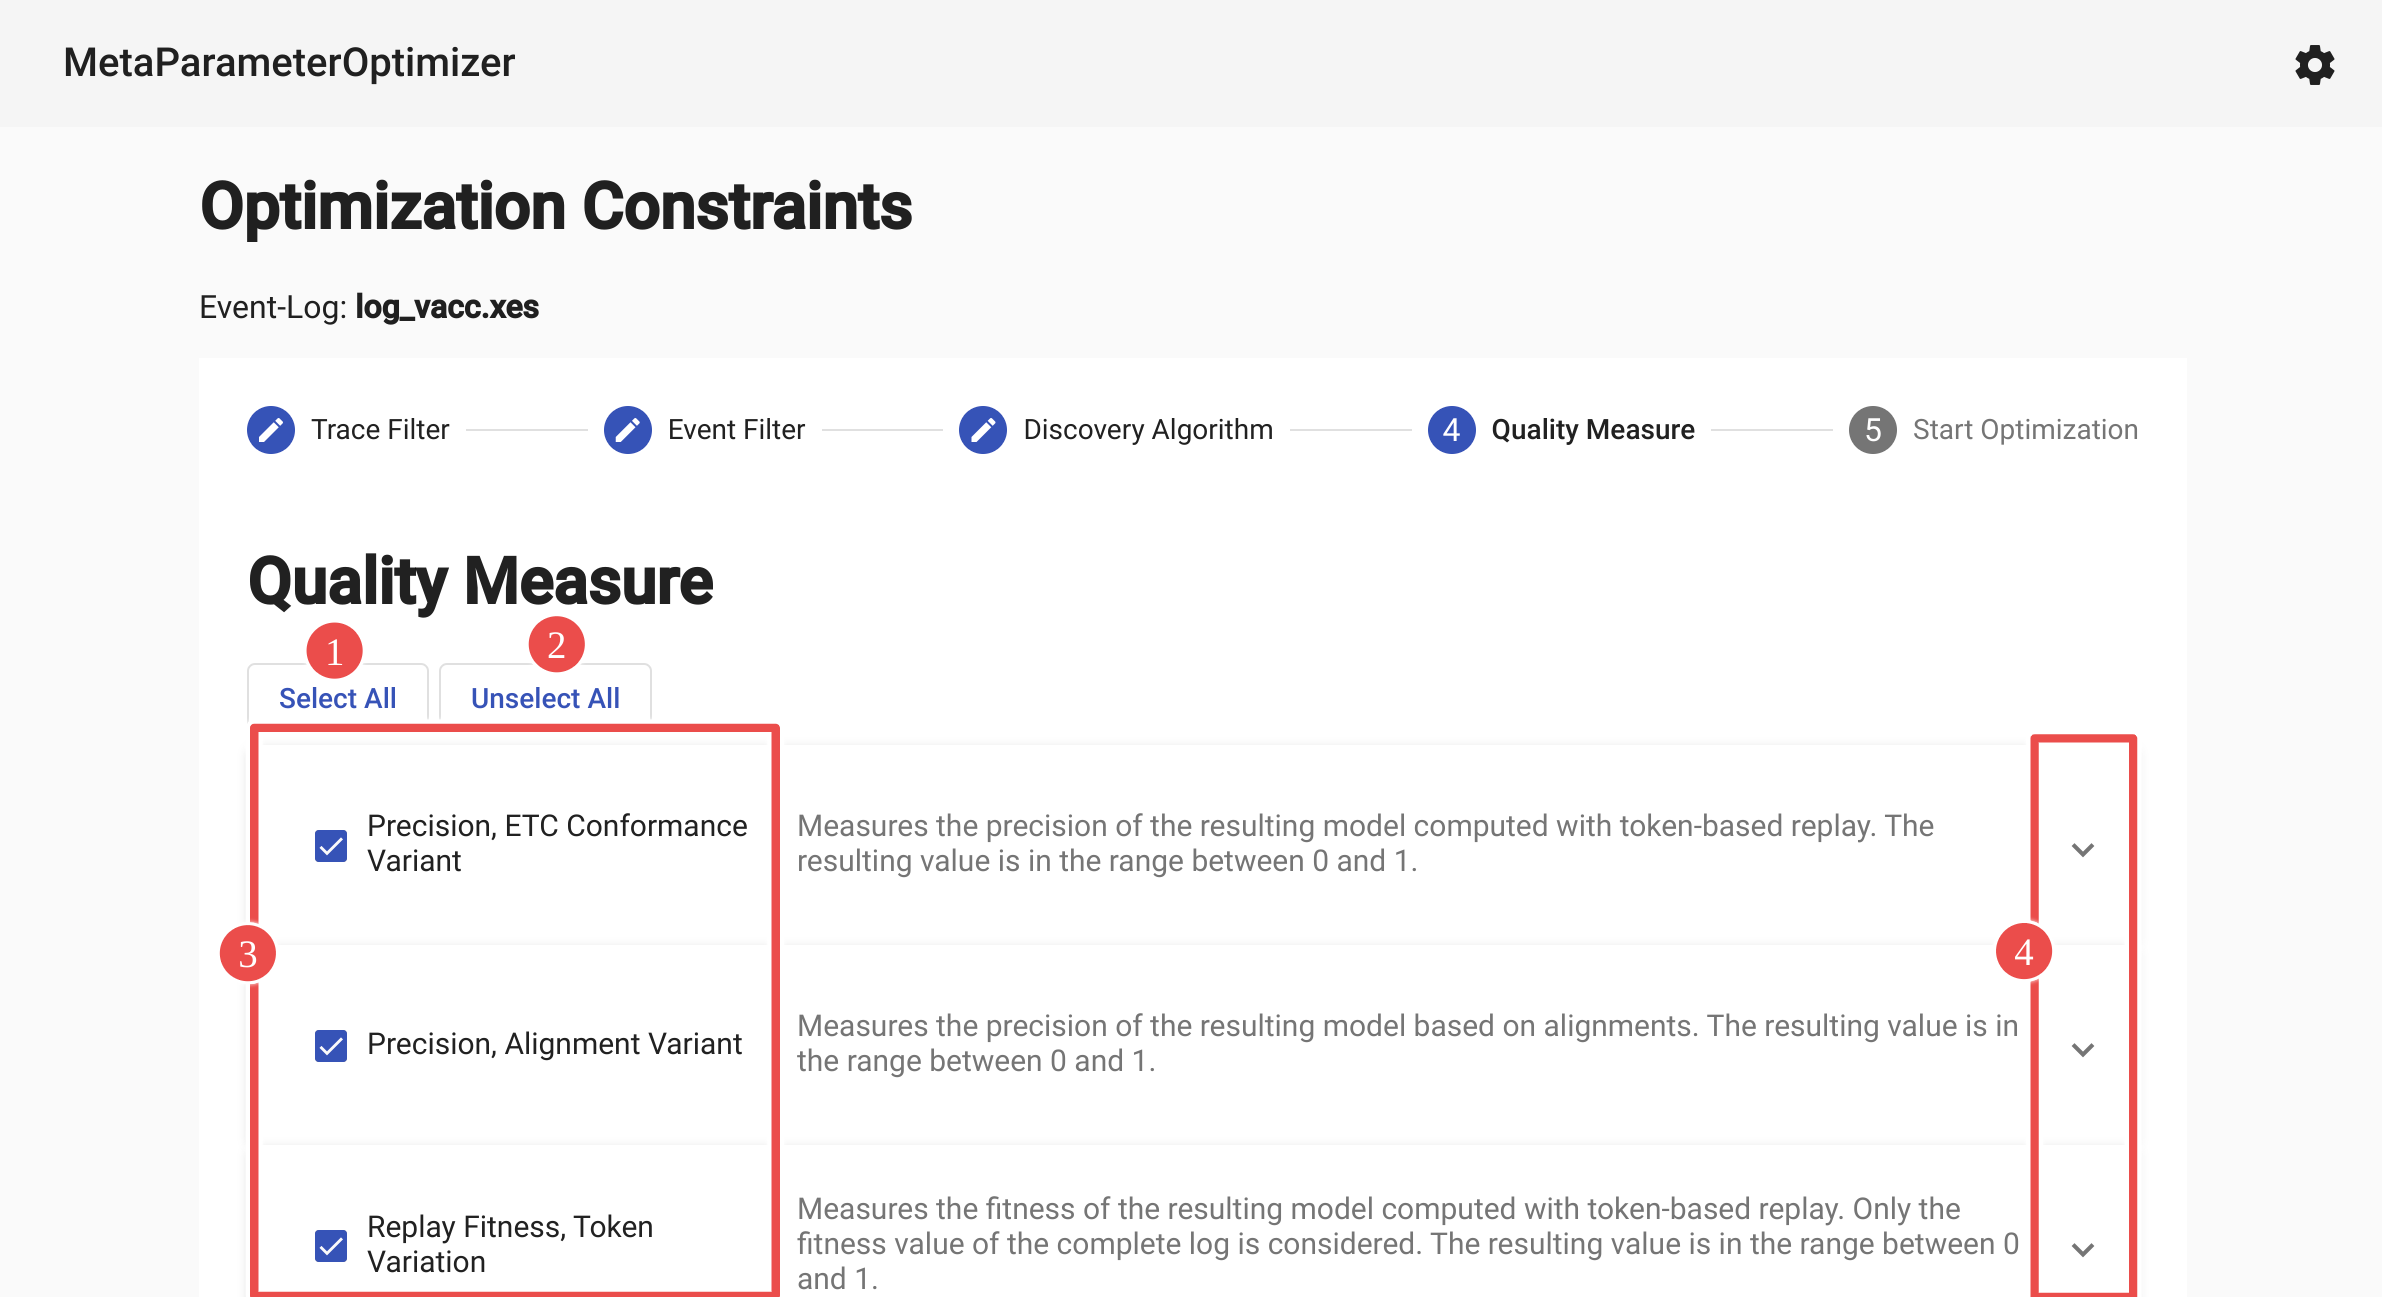 MetaParameterOptimizer
Optimization Constraints
Event-Log: log_vacc.xes
Trace Filter
Event Filter
Discovery Algorithm
4 Quality Measure
5 Start Optimization
Quality Measure
1
2
Select All
Unselect All
Precision, ETC Conformance
Variant
Measures the precision of the resulting model computed with token-based replay. The
resulting value is in the range between 0 and 1.
3
4
Precision, Alignment Variant
Measures the precision of the resulting model based on alignments. The resulting value is in
the range between 0 and 1.
Replay Fitness, Token
Variation
Measures the fitness of the resulting model computed with token-based replay. Only the
fitness value of the complete log is considered. The resulting value is in the range between 0
and 1.